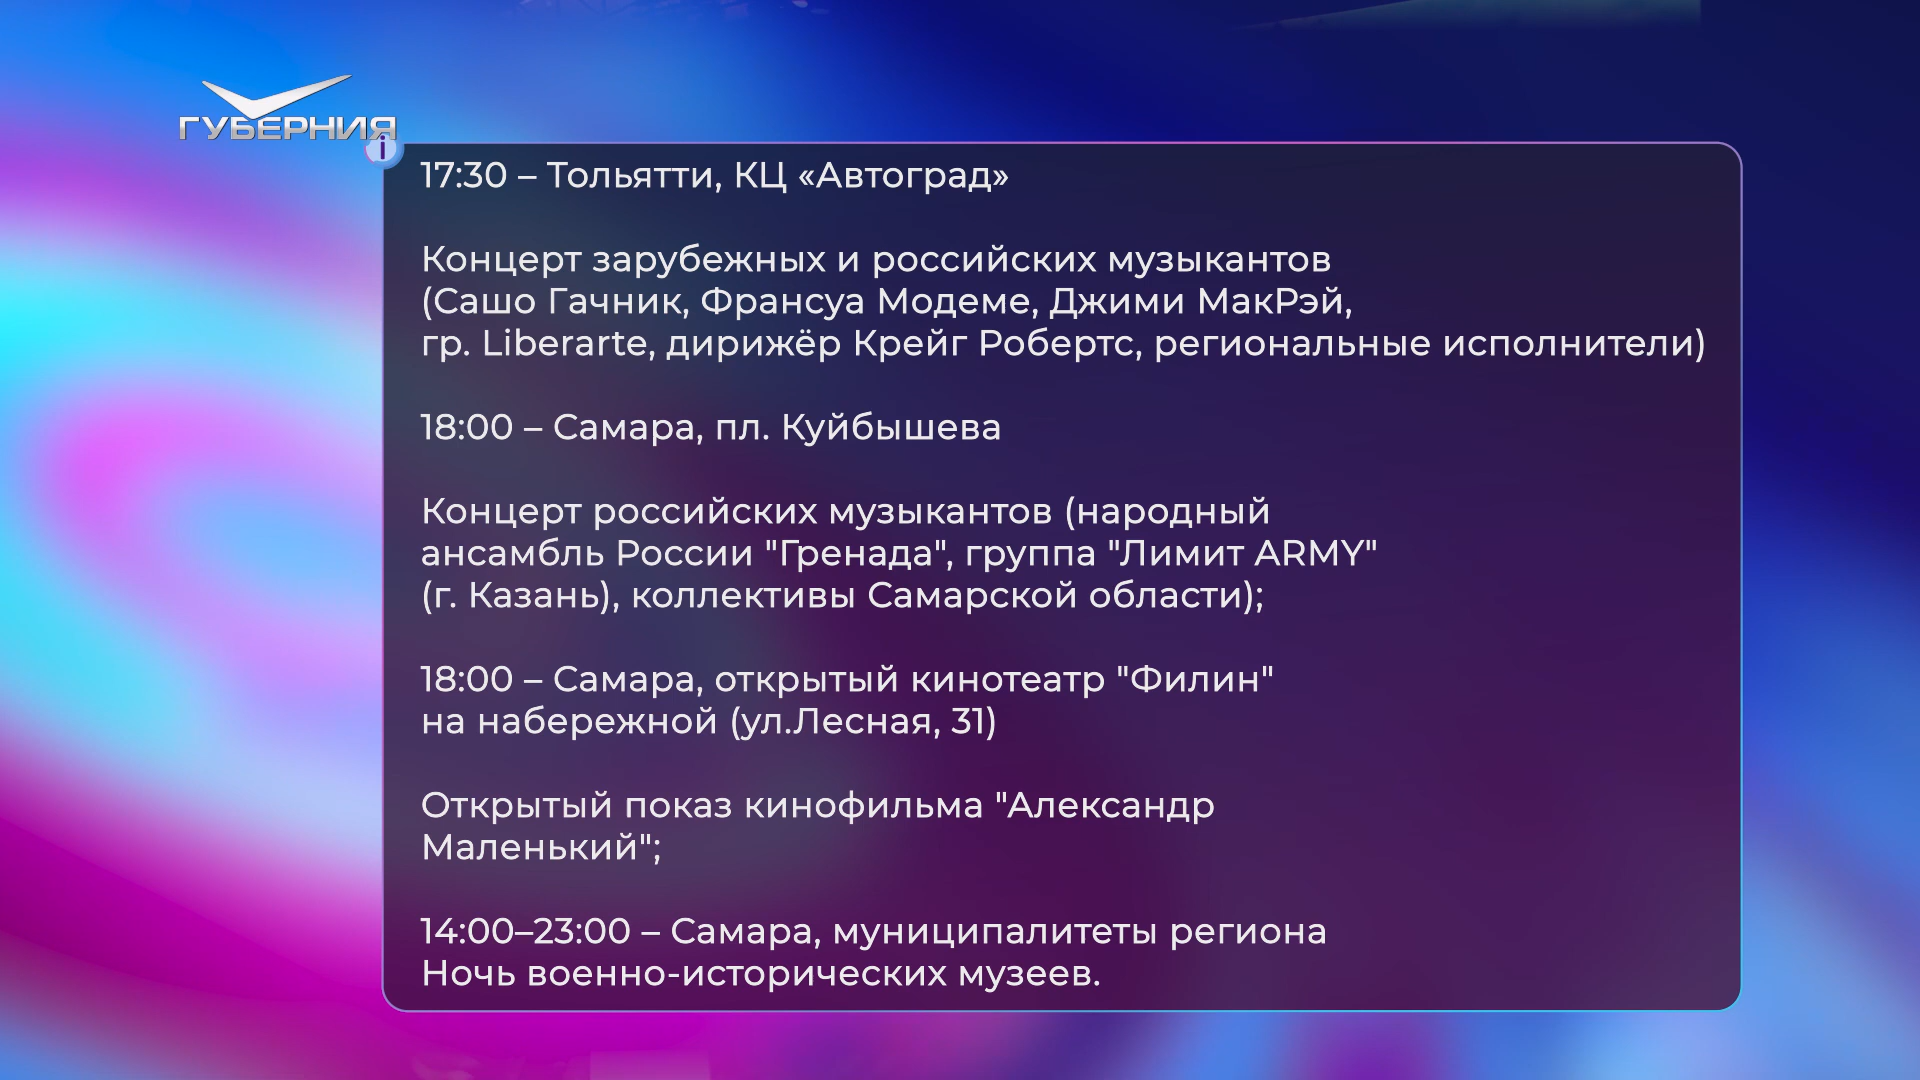 ГУБЕРНИЯ
i
17:30 – Тольятти, КЦ «Автоград»
Концерт зарубежных и российских музыкантов
(Сашо Гачник, Франсуа Модеме, Джими МакРэй,
гр. Liberarte, дирижёр Крейг Робертс, региональные исполнители)
18:00 – Самара, пл. Куйбышева
Концерт российских музыкантов (народный
ансамбль России "Гренада", группа "Лимит ARMY"
(г. Казань), коллективы Самарской области);
18:00 – Самара, открытый кинотеатр "Филин"
на набережной (ул.Лесная, 31)
Открытый показ кинофильма "Александр
Маленький";
14:00–23:00 – Самара, муниципалитеты региона
Ночь военно-исторических музеев.